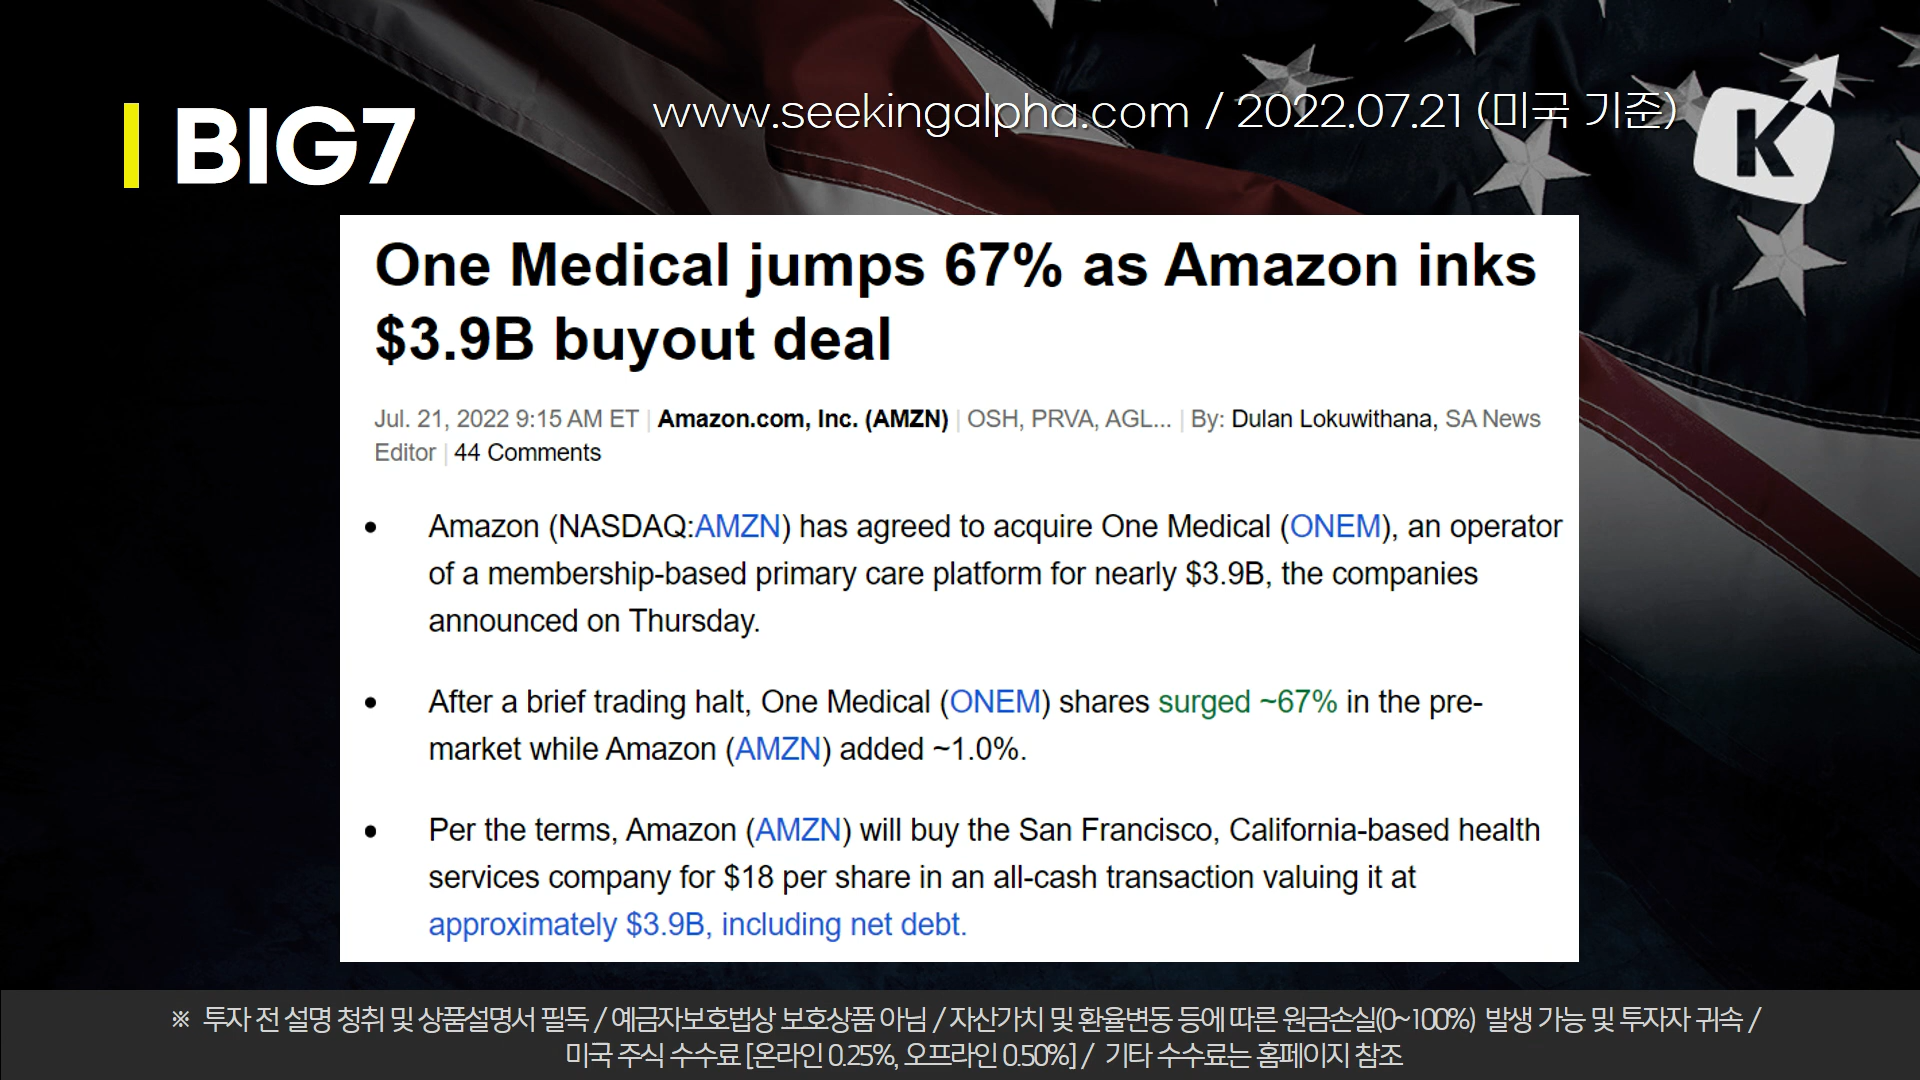 BIG7
www.seekingalpha.com / 2022.07.21 (미국 기준)
K
One Medical jumps 67% as Amazon inks
$3.9B buyout deal
Jul. 21, 2022 9:15 AM ET | Amazon.com, Inc. (AMZN) | OSH, PRVA, AGL... | By: Dulan Lokuwithana, SA News
Editor | 44 Comments
• Amazon (NASDAQ:AMZN) has agreed to acquire One Medical (ONEM), an operator
of a membership-based primary care platform for nearly $3.9B, the companies
announced on Thursday.
• After a brief trading halt, One Medical (ONEM) shares surged ~67% in the pre-
market while Amazon (AMZN) added ~1.0%.
• Per the terms, Amazon (AMZN) will buy the San Francisco, California-based health
services company for $18 per share in an all-cash transaction valuing it at
approximately $3.9B, including net debt.
※ 투자 전 설명 청취 및 상품설명서 필독 / 예금자보호법상 보호상품 아님 / 자산가치 및 환율변동 등에 따른 원금손실(0~100%) 발생 가능 및 투자자 귀속 /
미국 주식 수수료 [온라인 0.25%, 오프라인 0.50%] / 기타 수수료는 홈페이지 참조